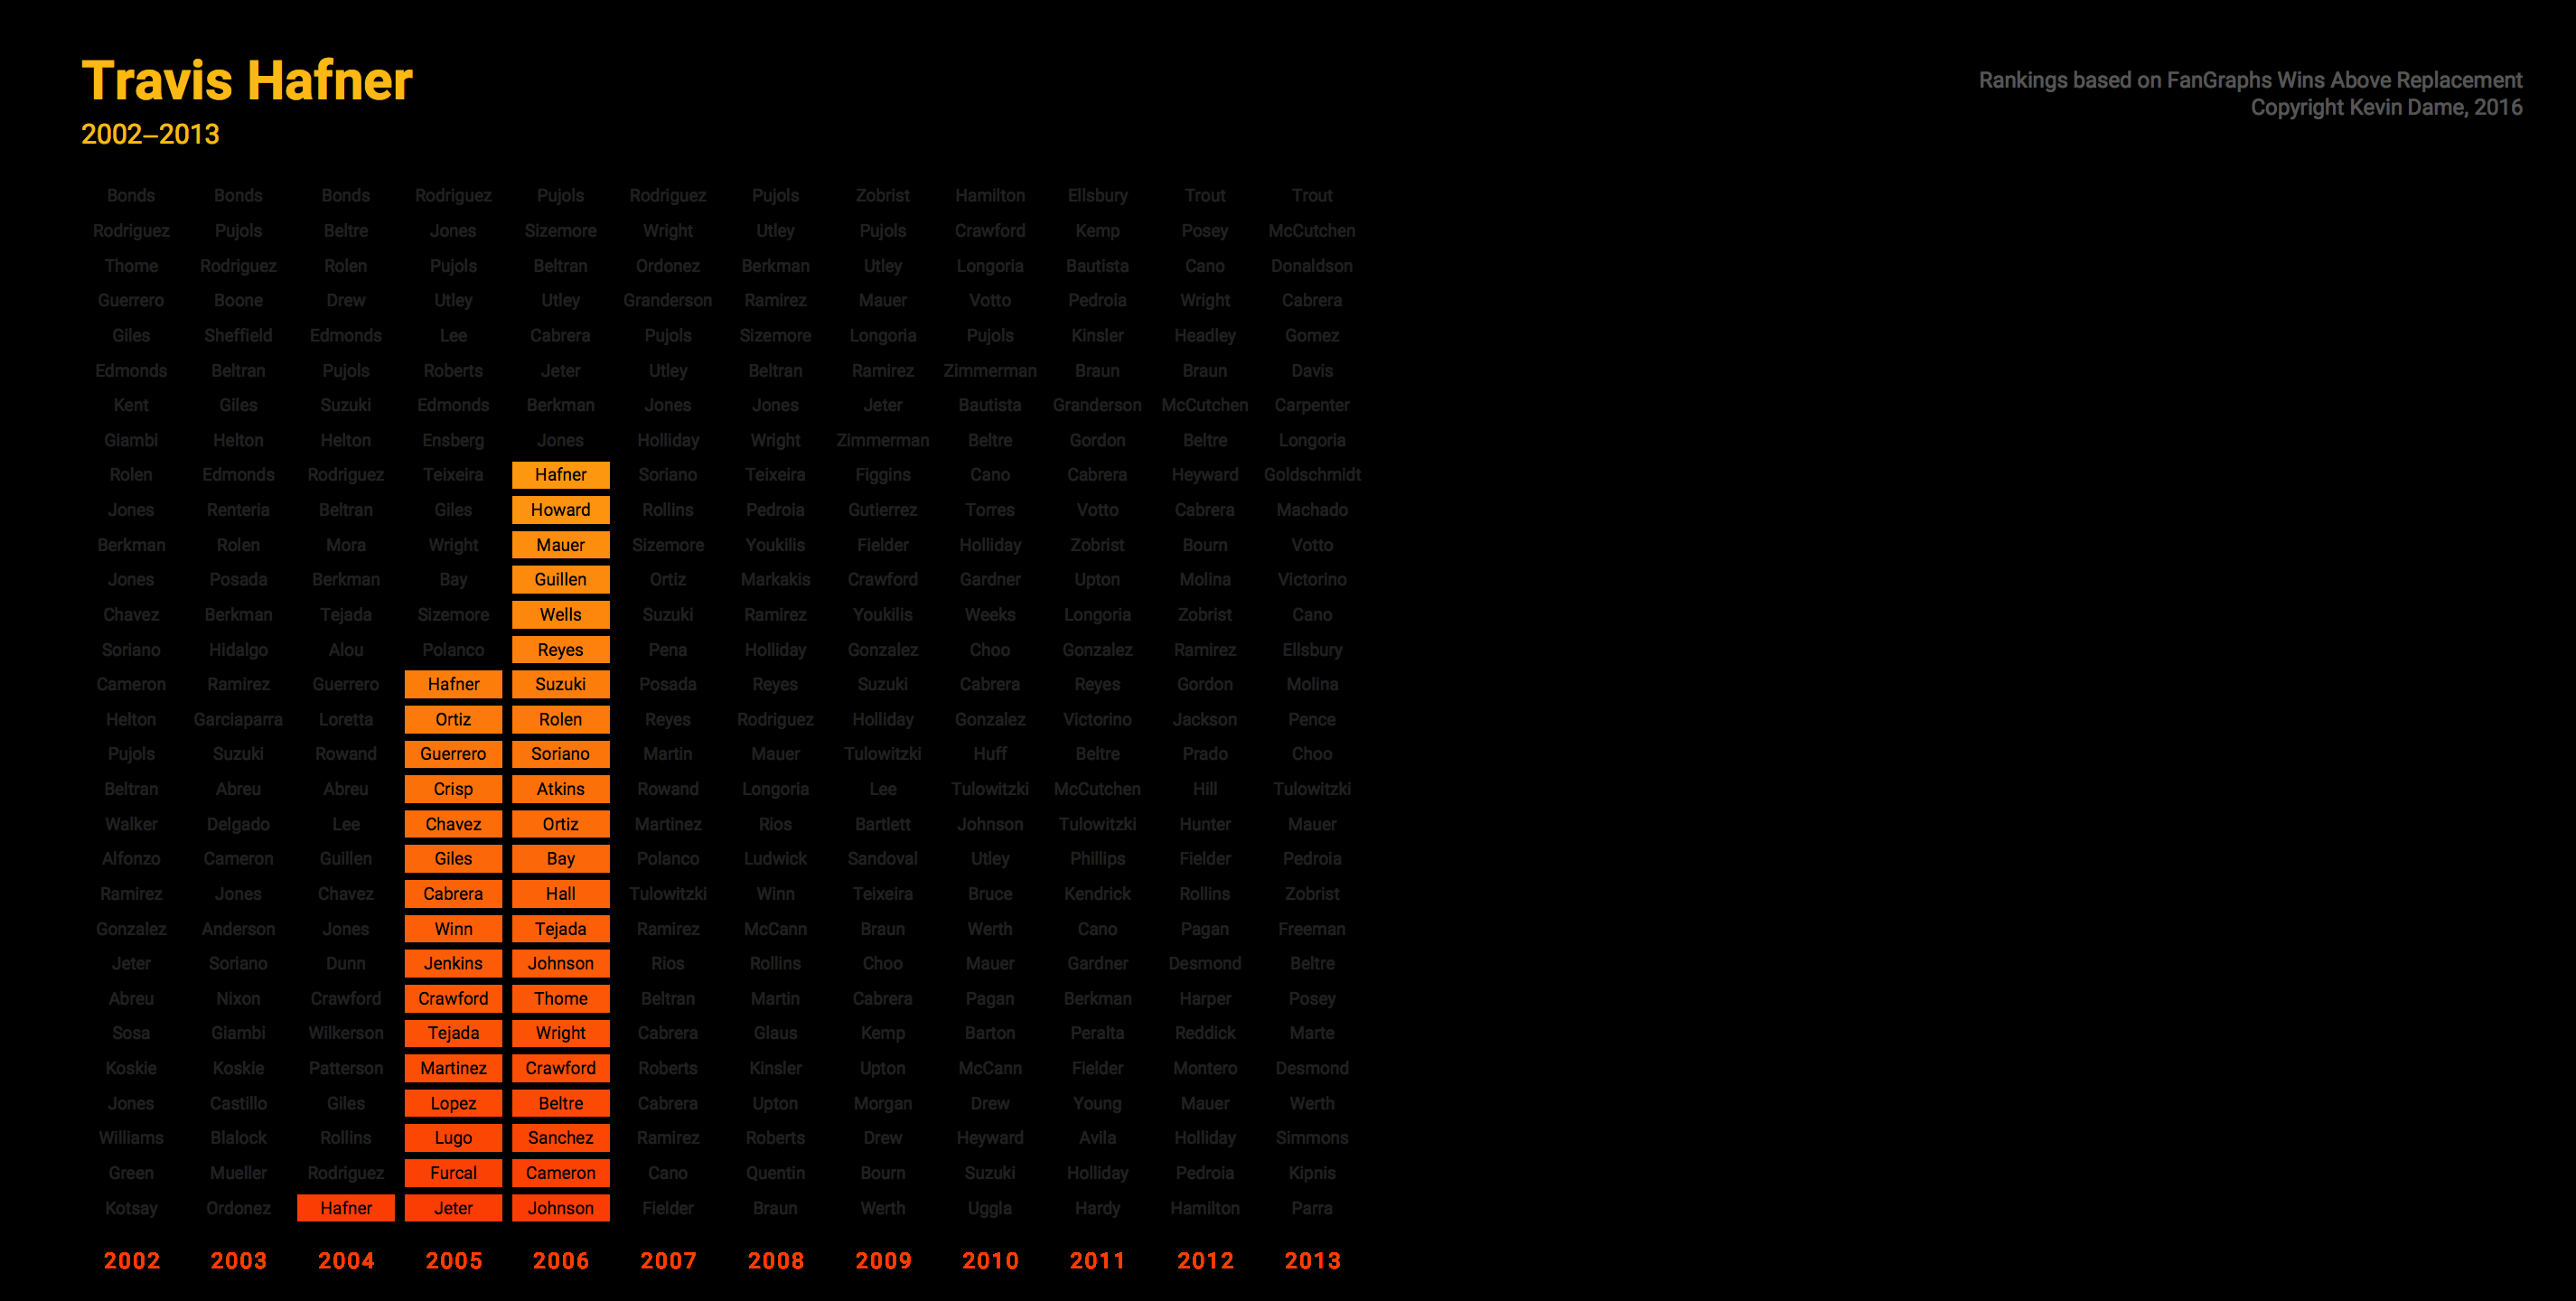 Travis Hafner
2002–2013
Rankings based on FanGraphs Wins Above Replacement
Copyright Kevin Dame, 2016
Bonds Bonds Bonds Rodriguez Pujols Rodriguez Pujols Zobrist Hamilton Ellsbury Trout Trout
Rodriguez Pujols Beltre Jones Sizemore Wright Utley Pujols Crawford Kemp Posey McCutchen
Thome Rodriguez Rolen Pujols Beltran Ordonez Berkman Utley Longoria Bautista Cano Donaldson
Guerrero Boone Drew Utley Utley Granderson Ramirez Mauer Votto Pedroia Wright Cabrera
Giles Sheffield Edmonds Lee Cabrera Pujols Sizemore Longoria Pujols Kinsler Headley Gomez
Edmonds Beltran Pujols Roberts Jeter Utley Beltran Ramirez Zimmerman Braun Braun Davis
Kent Giles Suzuki Edmonds Berkman Jones Jones Jeter Bautista Granderson McCutchen Carpenter
Giambi Helton Helton Ensberg Jones Holliday Wright Zimmerman Beltre Gordon Beltre Longoria
Rolen Edmonds Rodriguez Teixeira Hafner Soriano Teixeira Figgins Cano Cabrera Heyward Goldschmidt
Jones Renteria Beltran Giles Howard Rollins Pedroia Gutierrez Torres Votto Cabrera Machado
Berkman Rolen Mora Wright Mauer Sizemore Youkilis Fielder Holliday Zobrist Bourn Votto
Jones Posada Berkman Bay Guillen Ortiz Markakis Crawford Gardner Upton Molina Victorino
Chavez Berkman Tejada Sizemore Wells Suzuki Ramirez Youkilis Weeks Longoria Zobrist Cano
Soriano Hidalgo Alou Polanco Reyes Pena Holliday Gonzalez Choo Gonzalez Ramirez Ellsbury
Cameron Ramirez Guerrero Hafner Suzuki Posada Reyes Suzuki Cabrera Reyes Gordon Molina
Helton Garciaparra Loretta Ortiz Rolen Reyes Rodriguez Holliday Gonzalez Victorino Jackson Pence
Pujols Suzuki Rowand Guerrero Soriano Martin Mauer Tulowitzki Huff Beltre Prado Choo
Beltran Abreu Abreu Crisp Atkins Rowand Longoria Lee Tulowitzki McCutchen Hill Tulowitzki
Walker Delgado Lee Chavez Ortiz Martinez Rios Bartlett Johnson Tulowitzki Hunter Mauer
Alfonzo Cameron Guillen Giles Bay Polanco Ludwick Sandoval Utley Phillips Fielder Pedroia
Ramirez Jones Chavez Cabrera Hall Tulowitzki Winn Teixeira Bruce Kendrick Rollins Zobrist
Gonzalez Anderson Jones Winn Tejada Ramirez McCann Braun Werth Cano Pagan Freeman
Jeter Soriano Dunn Jenkins Johnson Rios Rollins Choo Mauer Gardner Desmond Beltre
Abreu Nixon Crawford Crawford Thome Beltran Martin Cabrera Pagan Berkman Harper Posey
Sosa Giambi Wilkerson Tejada Wright Cabrera Glaus Kemp Barton Peralta Reddick Marte
Koskie Koskie Patterson Martinez Crawford Roberts Kinsler Upton McCann Fielder Montero Desmond
Jones Castillo Giles Lopez Beltre Cabrera Upton Morgan Drew Young Mauer Werth
Williams Blalock Rollins Lugo Sanchez Ramirez Roberts Drew Heyward Avila Holliday Simmons
Green Mueller Rodriguez Furcal Cameron Cano Quentin Bourn Suzuki Holliday Pedroia Kipnis
Kotsay Ordonez Hafner Jeter Johnson Fielder Braun Werth Uggla Hardy Hamilton Parra
2002 2003 2004 2005 2006 2007 2008 2009 2010 2011 2012 2013